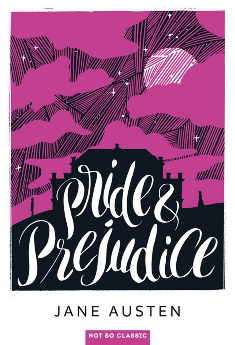 Pride &
Prejudice
JANE AUSTEN
NOT SO CLASSIC